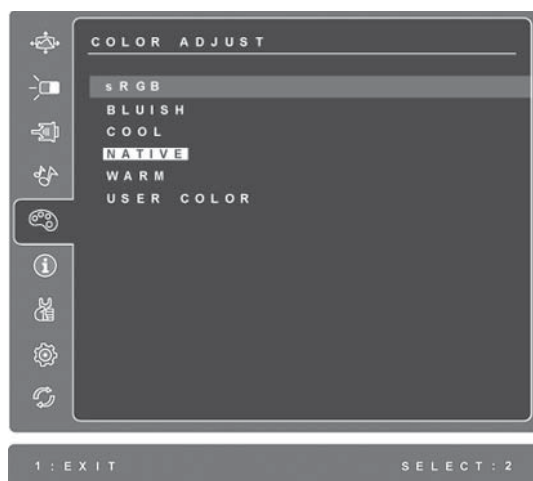 COLOR ADJUST
sRGB
BLUISH
COOL
NATIVE
WARM
USER COLOR
1:EXIT SELECT:2